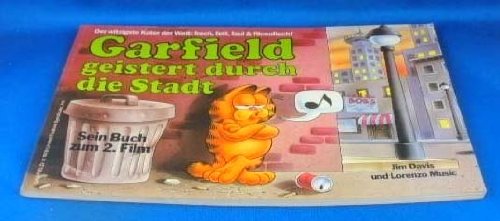 Der witzigste Kater der Welt: frech, fett, faul & filosofisch!
Garfield
geistert durch
die Stadt
Sein Buch
zum 2. Film
Jim Davis
und Lorenzo Music